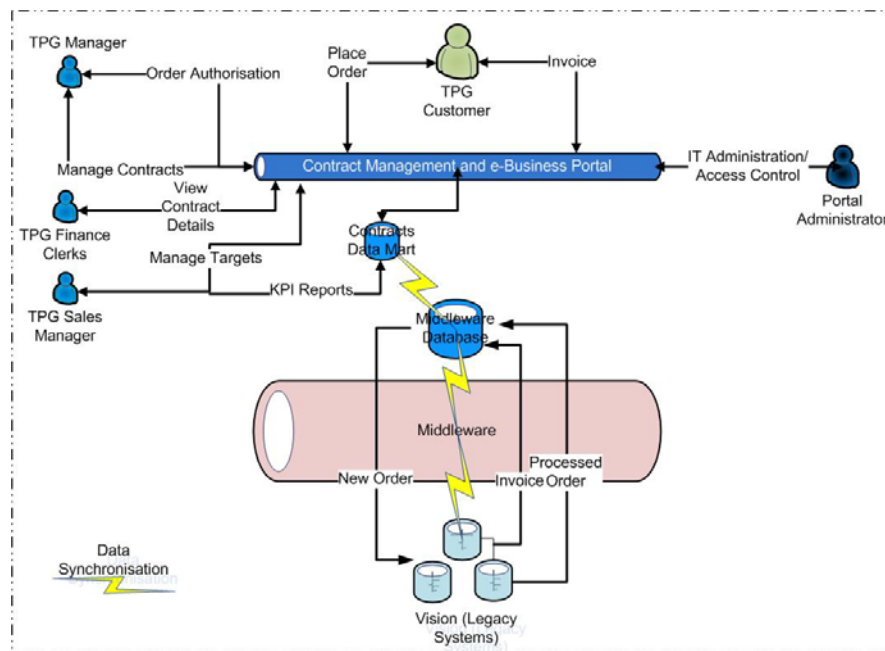 TPG Manager
Order Authorisation
Place
Order
TPG
Customer
Invoice
Manage Contracts
Contract Management and e-Business Portal
IT Administration/
Access Control
Portal
Administrator
View
Contract
Details
TPG Finance
Clerks
Contracts
Data Mart
Manage Targets
KPI Reports
TPG Sales
Manager
Middleware
Database
Middleware
New Order
Invoice
Processed
Order
Data
Synchronisation
Vision (Legacy
Systems)